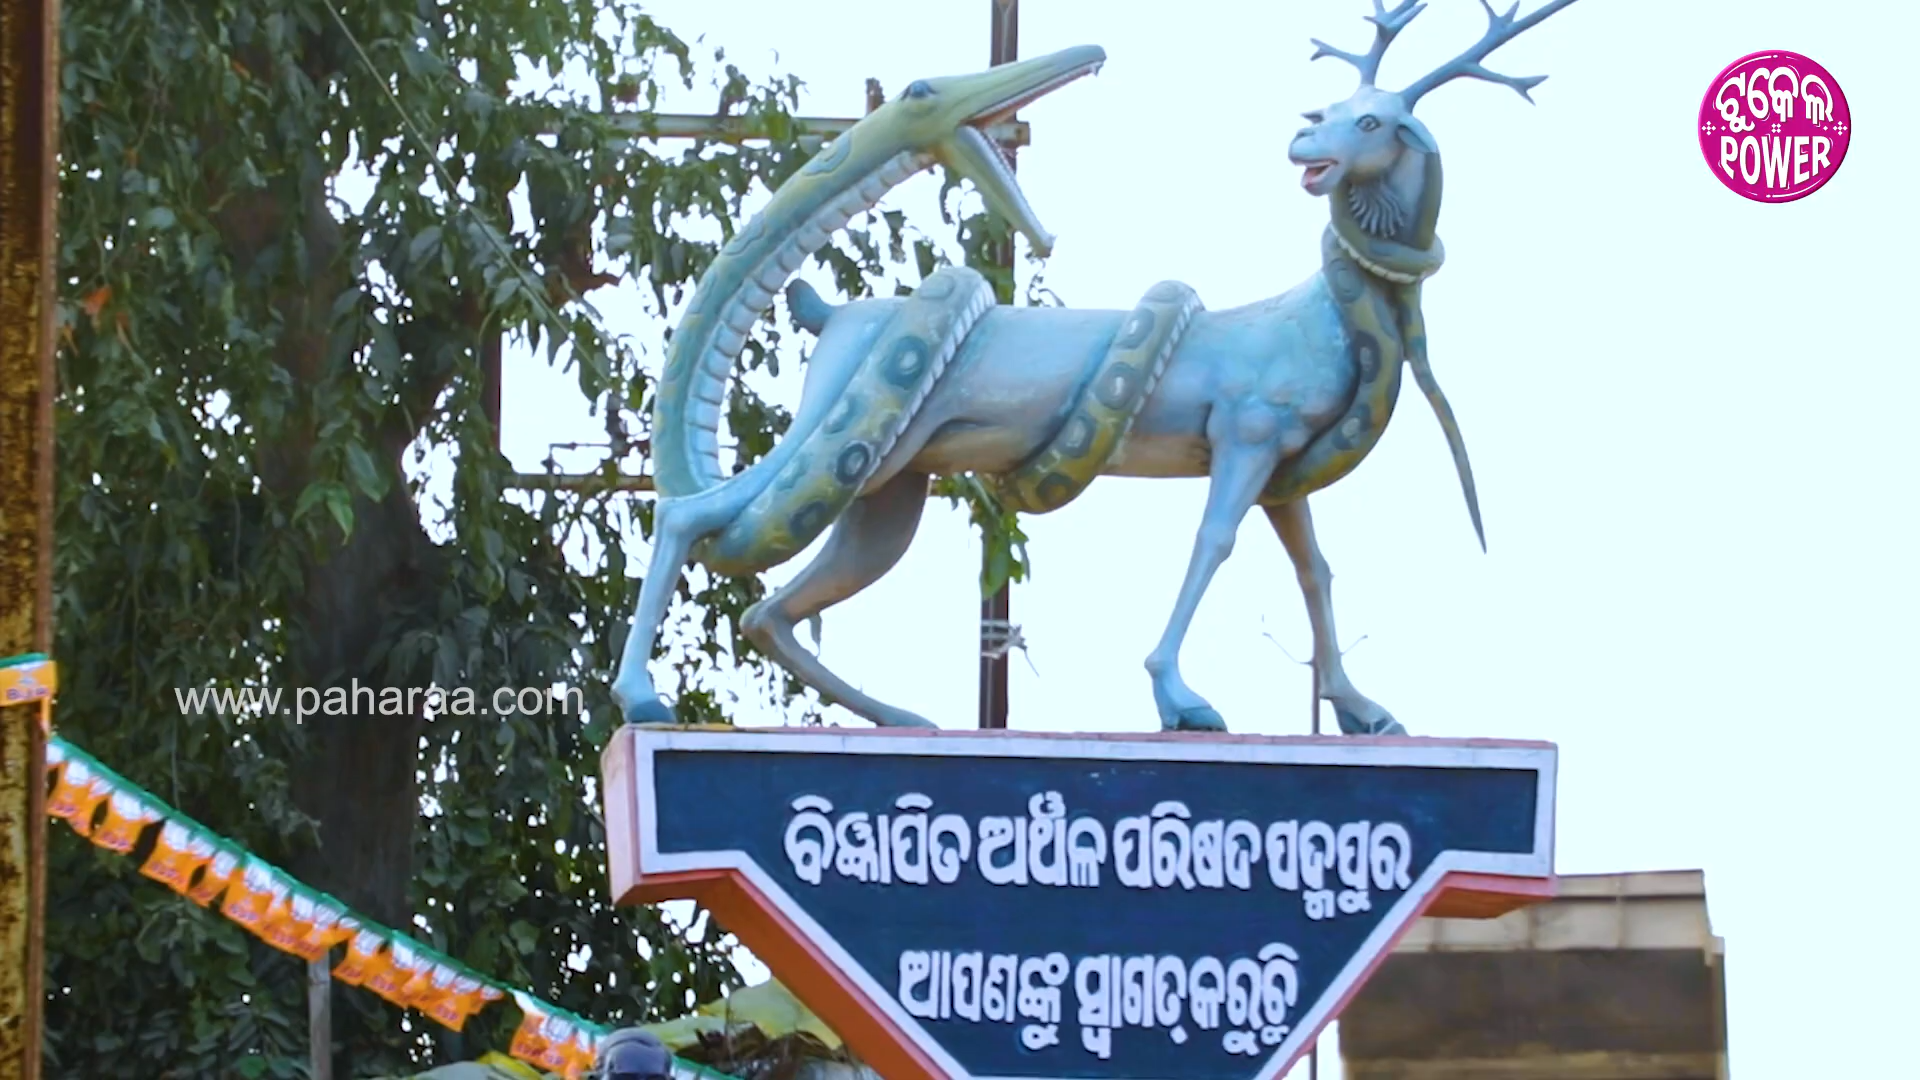 ଟୁକେଲ
POWER
www.paharaa.com
ବିଜ୍ଞାପିତ ଅଞ୍ଚଳ ପରିଷଦ ପଦ୍ମପୁର
ଆପଣଙ୍କୁ ସ୍ୱାଗତ୍ କରୁଚି